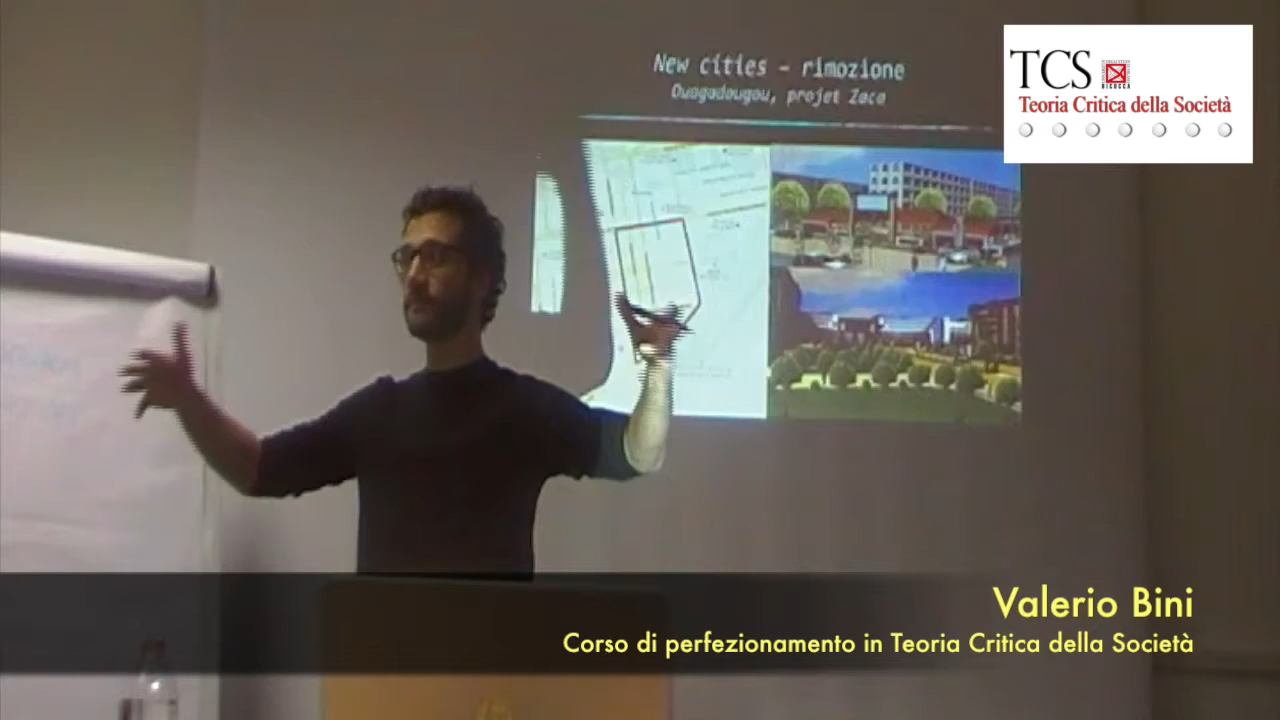 New cities - rimozione
Ouagadougou, projet Zaca
TCS
BICOCCA
Teoria Critica della Società
Valerio Bini
Corso di perfezionamento in Teoria Critica della Società